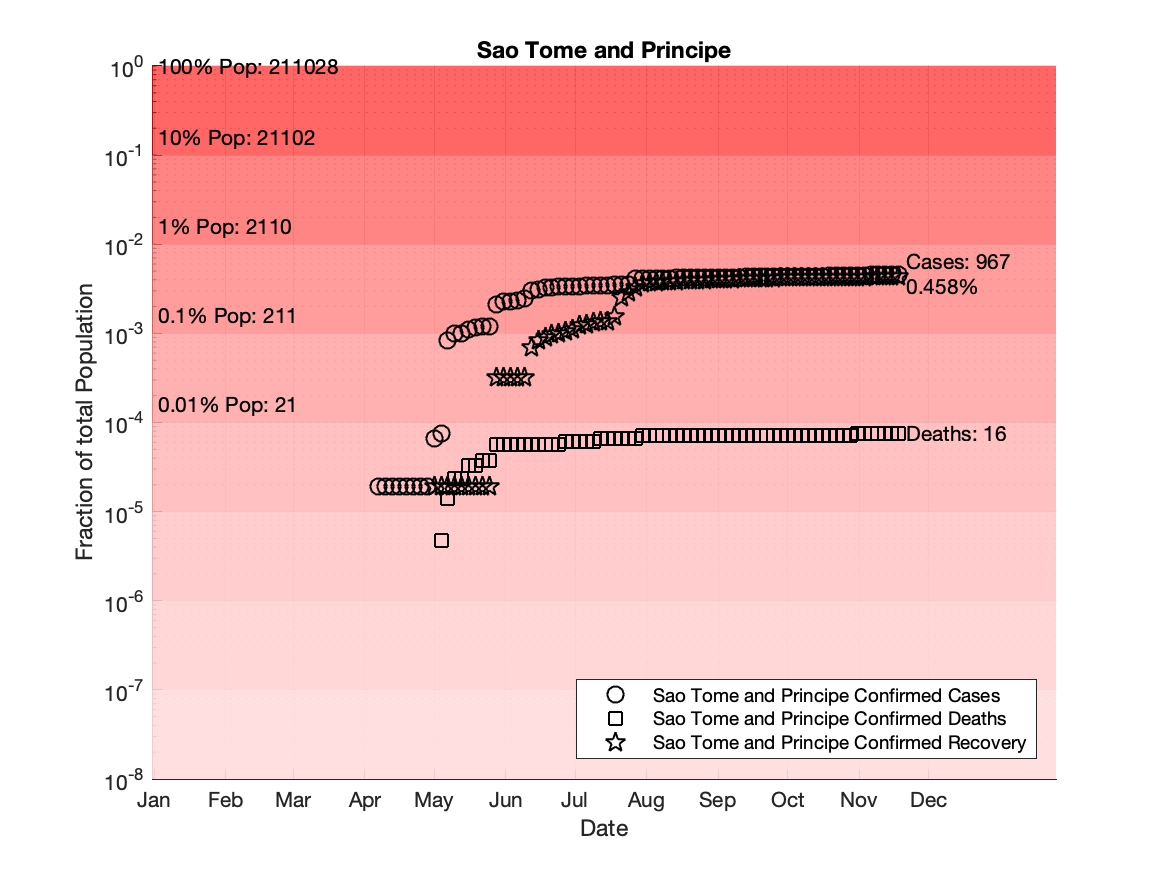 Sao Tome and Principe
10^0
100% Pop: 211028
10% Pop: 21102
10^-1
1% Pop: 2110
10^-2
Cases: 967
0.458%
0.1% Pop: 211
10^-3
0.01% Pop: 21
10^-4
Deaths: 16
10^-5
10^-6
10^-7
10^-8
Fraction of total Population
Sao Tome and Principe Confirmed Cases
Sao Tome and Principe Confirmed Deaths
Sao Tome and Principe Confirmed Recovery
Jan Feb Mar Apr May Jun Jul Aug Sep Oct Nov Dec
Date